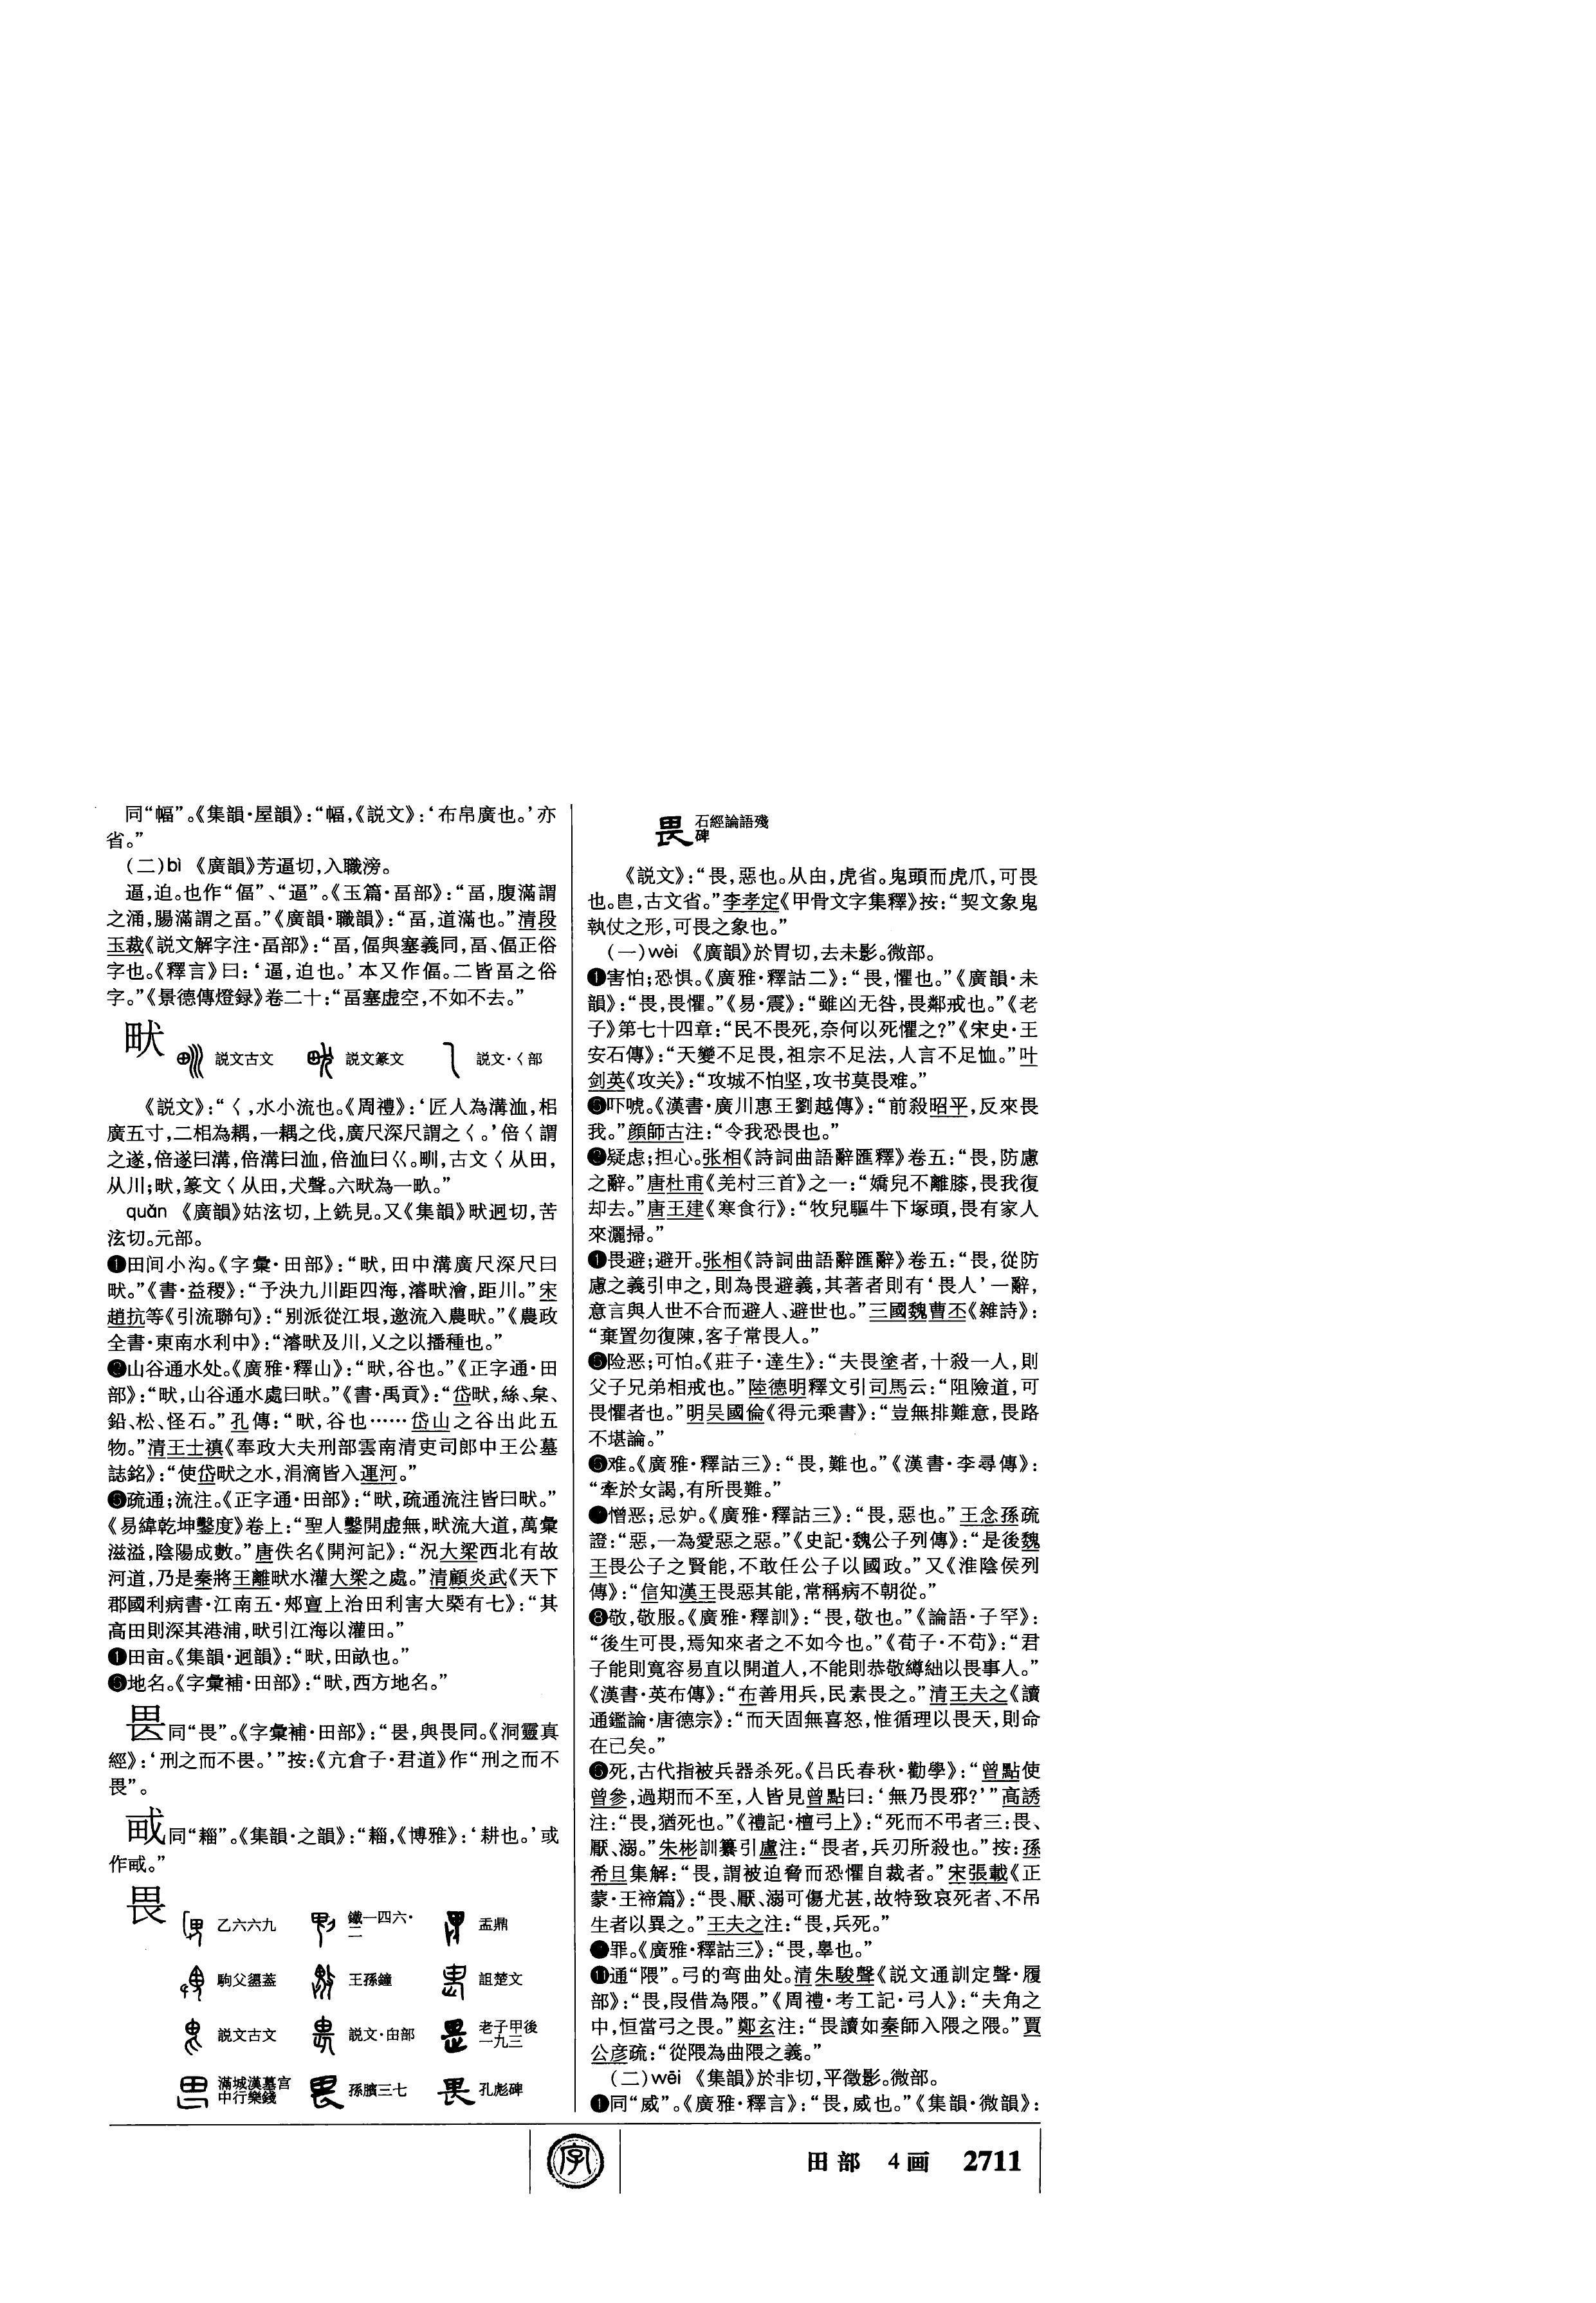 同“幅”。《集韻·屋韻》：“幅，《説文》：‘布帛廣也。’亦
省。”
（二）bì 《廣韻》芳逼切，入職滂。
逼，迫。也作“偪”、“逼”。《玉篇·畐部》：“畐，腹滿謂
之涌，腸滿謂之畐。”《廣韻·職韻》：“畐，道滿也。”清段
玉裁《説文解字注·畐部》：“畐，偪與塞義同，畐、偪正俗
字也。《釋言》曰：‘逼，迫也。’本又作偪。二皆畐之俗
字。”《景德傳燈録》卷二十：“畐塞虚空，不如不去。”
畎 説文古文 説文篆文 説文·𡿨部
《説文》：“𡿨，水小流也。《周禮》：‘匠人為溝洫，相
廣五寸，二相為耦，一耦之伐，廣尺深尺謂之𡿨。’倍𡿨謂
之遂，倍遂曰溝，倍溝曰洫，倍洫曰巜。甽，古文𡿨从田，
从川；畎，篆文𡿨从田，犬聲。六畎為一畝。”
quǎn 《廣韻》姑泫切，上銑見。又《集韻》畎迥切，苦
泫切。元部。
❶田间小沟。《字彙·田部》：“畎，田中溝廣尺深尺曰
畎。”《書·益稷》：“予決九川距四海，濬畎澮，距川。”宋
趙抗等《引流聯句》：“别派從江垠，邀流入農畎。”《農政
全書·東南水利中》：“濬畎及川，乂之以播種也。”
❷山谷通水处。《廣雅·釋山》：“畎，谷也。”《正字通·田
部》：“畎，山谷通水處曰畎。”《書·禹貢》：“岱畎，絲、枲、
鉛、松、怪石。”孔傳：“畎，谷也……岱山之谷出此五
物。”清王士禛《奉政大夫刑部雲南清吏司郎中王公墓
誌銘》：“使岱畎之水，涓滴皆入運河。”
❸疏通；流注。《正字通·田部》：“畎，疏通流注皆曰畎。”
《易緯乾坤鑿度》卷上：“聖人鑿開虚無，畎流大道，萬彙
滋溢，陰陽成數。”唐佚名《開河記》：“況大梁西北有故
河道，乃是秦將王離畎水灌大梁之處。”清顧炎武《天下
郡國利病書·江南五·郟亶上治田利害大槩有七》：“其
高田則深其港浦，畎引江海以灌田。”
❶田亩。《集韻·迥韻》：“畎，田畝也。”
❺地名。《字彙補·田部》：“畎，西方地名。”
同“畏”。《字彙補·田部》：“，與畏同。《洞靈真
經》：‘刑之而不。’”按：《亢倉子·君道》作“刑之而不
畏”。
同“䎩”。《集韻·之韻》：“䎩，《博雅》：‘耕也。’或
作。”
畏 乙六六九 鐵一四六·二 盂鼎
駒父盨蓋 王孫鐘 詛楚文
説文古文 説文·甶部 老子甲後一九三
滿城漢墓宫中行樂錢 孫臏三七 孔彪碑
石經論語殘碑
《説文》：“畏，惡也。从甶，虎省。鬼頭而虎爪，可畏
也。，古文省。”李孝定《甲骨文字集釋》按：“契文象鬼
執仗之形，可畏之象也。”
（一）wèi 《廣韻》於胃切，去未影。微部。
❶害怕；恐惧。《廣雅·釋詁二》：“畏，懼也。”《廣韻·未
韻》：“畏，畏懼。”《易·震》：“雖凶无咎，畏鄰戒也。”《老
子》第七十四章：“民不畏死，奈何以死懼之？”《宋史·王
安石傳》：“天變不足畏，祖宗不足法，人言不足恤。”叶
剑英《攻关》：“攻城不怕坚，攻书莫畏难。”
吓唬。《漢書·廣川惠王劉越傳》：“前殺昭平，反來畏
我。”顔師古注：“令我恐畏也。”
疑虑；担心。张相《詩詞曲語辭匯釋》卷五：“畏，防慮
之辭。”唐杜甫《羌村三首》之一：“嬌兒不離膝，畏我復
却去。”唐王建《寒食行》：“牧兒驅牛下塚頭，畏有家人
來灑掃。”
❶畏避；避开。张相《詩詞曲語辭匯辭》卷五：“畏，從防
慮之義引申之，則為畏避義，其著者則有‘畏人’一辭，
意言與人世不合而避人、避世也。”三國魏曹丕《雜詩》：
“棄置勿復陳，客子常畏人。”
❺险恶；可怕。《莊子·達生》：“夫畏塗者，十殺一人，則
父子兄弟相戒也。”陸德明釋文引司馬云：“阻險道，可
畏懼者也。”明吴國倫《得元乘書》：“豈無排難意，畏路
不堪論。”
❻难。《廣雅·釋詁三》：“畏，難也。”《漢書·李尋傳》：
“牽於女謁，有所畏難。”
憎恶；忌妒。《廣雅·釋詁三》：“畏，惡也。”王念孫疏
證：“惡，一為愛惡之惡。”《史記·魏公子列傳》：“是後魏
王畏公子之賢能，不敢任公子以國政。”又《淮陰侯列
傳》：“信知漢王畏惡其能，常稱病不朝從。”
❽敬，敬服。《廣雅·釋訓》：“畏，敬也。”《論語·子罕》：
“後生可畏，焉知來者之不如今也。”《荀子·不苟》：“君
子能則寬容易直以開道人，不能則恭敬繜絀以畏事人。”
《漢書·英布傳》：“布善用兵，民素畏之。”清王夫之《讀
通鑑論·唐德宗》：“而天固無喜怒，惟循理以畏天，則命
在己矣。”
死，古代指被兵器杀死。《吕氏春秋·勸學》：“曾點使
曾參，過期而不至，人皆見曾點曰：‘無乃畏邪？’”高誘
注：“畏，猶死也。”《禮記·檀弓上》：“死而不弔者三：畏、
厭、溺。”朱彬訓纂引盧注：“畏者，兵刃所殺也。”按：孫
希旦集解：“畏，謂被迫脅而恐懼自裁者。”宋張載《正
蒙·王禘篇》：“畏、厭、溺可傷尤甚，故特致哀死者、不吊
生者以異之。”王夫之注：“畏，兵死。”
罪。《廣雅·釋詁三》：“畏，辠也。”
⓫通“隈”。弓的弯曲处。清朱駿聲《説文通訓定聲·履
部》：“畏，叚借為隈。”《周禮·考工記·弓人》：“夫角之
中，恒當弓之畏。”鄭玄注：“畏讀如秦師入隈之隈。”賈
公彦疏：“從隈為曲隈之義。”
（二）wēi 《集韻》於非切，平微影。微部。
❶同“威”。《廣雅·釋言》：“畏，威也。”《集韻·微韻》：
字
田部 4画 2711